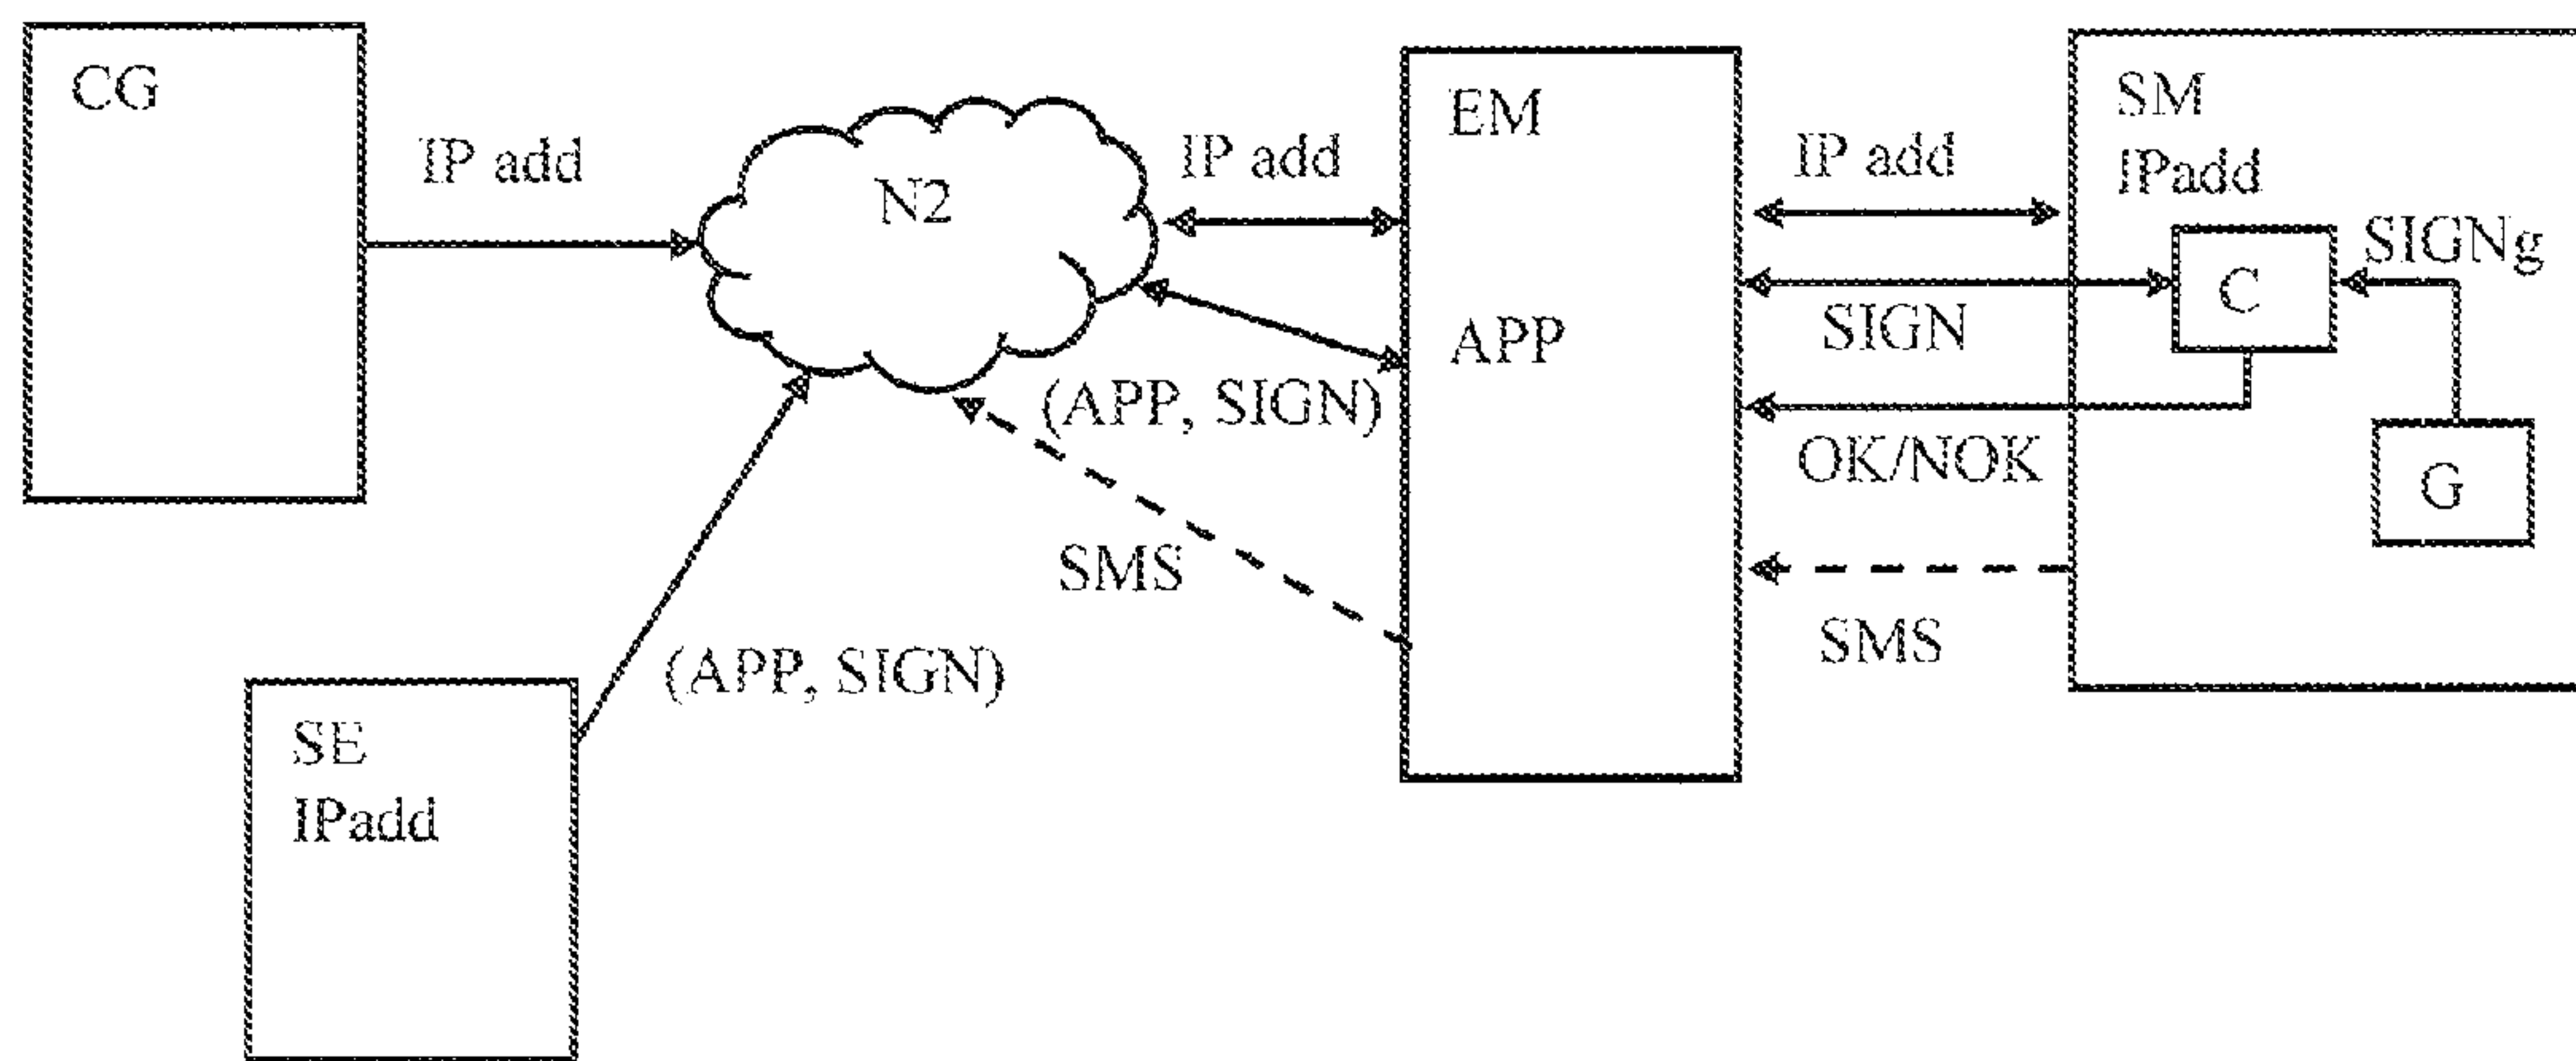 CG
IP add
N2
IP add
EM
IP add
SM
IPadd
SIGNg
C
SIGN
APP
(APP, SIGN)
OK/NOK
G
SMS
SMS
(APP, SIGN)
SE
IPadd